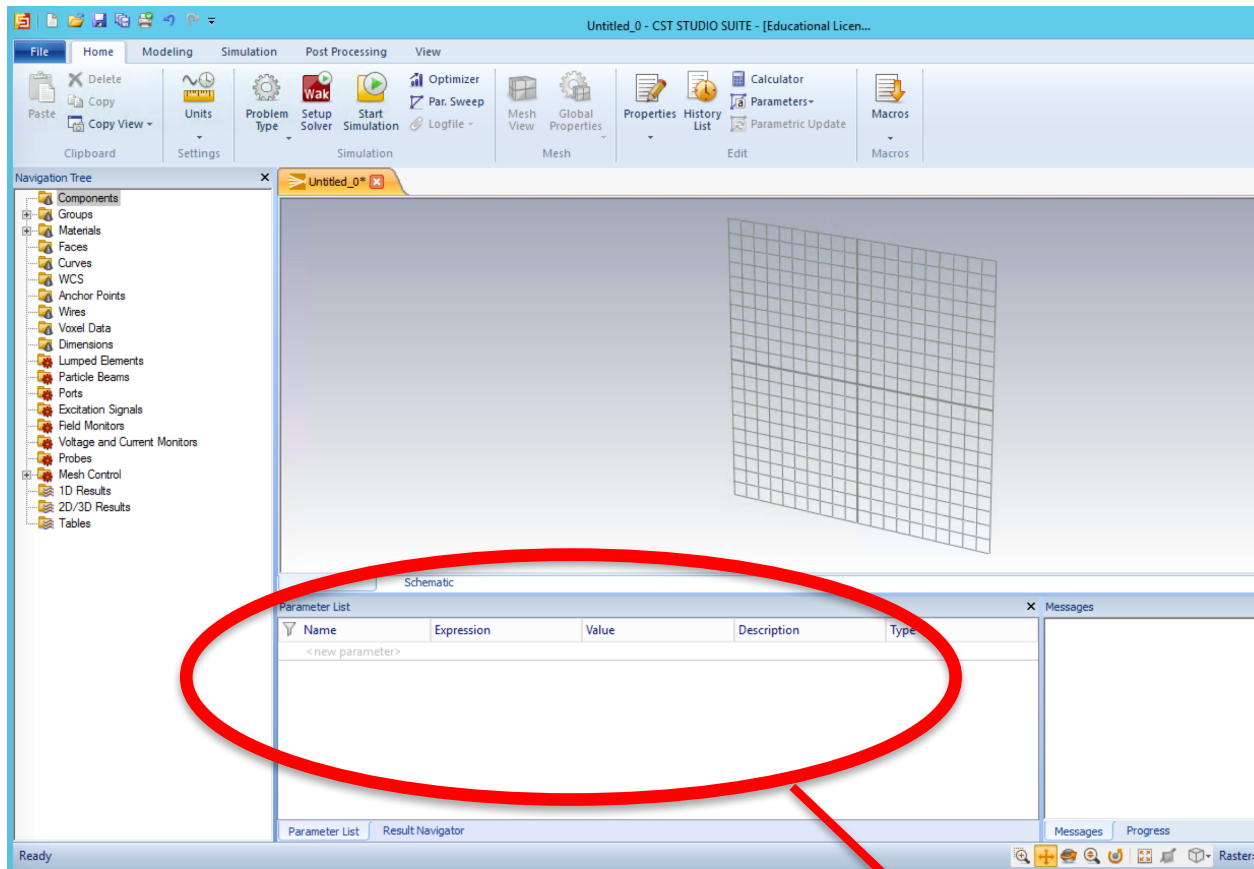 Untitled_0 - CST STUDIO SUITE - [Educational Licen...
File Home Modeling Simulation Post Processing View
Paste
Delete
Copy
Copy View
Clipboard
Units
Settings
Problem Type
Wak
Setup Solver
Start Simulation
Optimizer
Par. Sweep
Logfile
Simulation
Mesh View
Global Properties
Mesh
Properties
History List
Calculator
Parameters
Parametric Update
Edit
Macros
Macros
Navigation Tree
Untitled_0*
Components
Groups
Materials
Faces
Curves
WCS
Anchor Points
Wires
Voxel Data
Dimensions
Lumped Elements
Particle Beams
Ports
Excitation Signals
Field Monitors
Voltage and Current Monitors
Probes
Mesh Control
1D Results
2D/3D Results
Tables
Schematic
Parameter List
Name Expression Value Description Type
<new parameter>
Parameter List Result Navigator
Messages
Messages Progress
Ready
Raster: